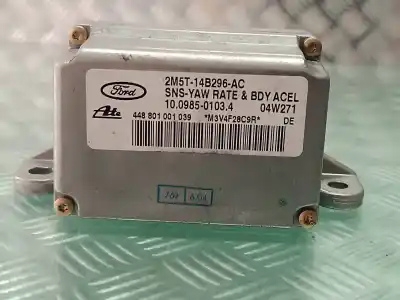 Ford
2M5T-14B296-AC
SNS-YAW RATE & BDY ACEL
10.0985-0103.4 04W271
Ate 448 801 001 039 *M3V4F28C9R* DE